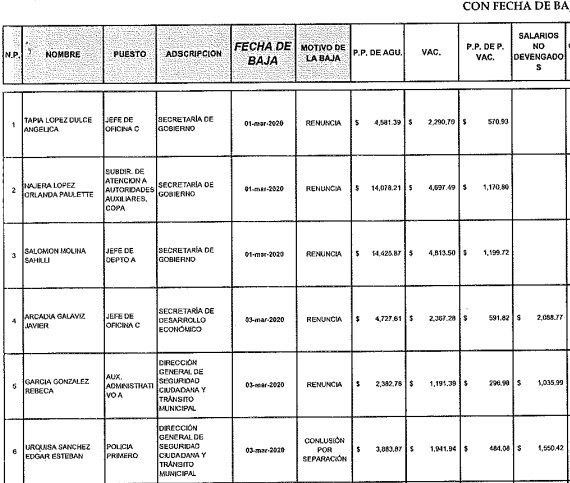 CON FECHA DE BA
N.P. NOMBRE PUESTO ADSCRIPCION FECHA DE BAJA MOTIVO DE LA BAJA P.P. DE AGU. VAC. P.P. DE P. VAC. SALARIOS NO DEVENGADOS
1 TAPIA LOPEZ DULCE ANGELICA JEFE DE OFICINA C SECRETARÍA DE GOBIERNO 01-mar-2020 RENUNCIA $ 4,581.39 $ 2,290.70 $ 570.93
2 NAJERA LOPEZ ORLANDA PAULETTE SUBDIR. DE ATENCION A AUTORIDADES AUXILIARES, COPA SECRETARÍA DE GOBIERNO 01-mar-2020 RENUNCIA $ 14,078.21 $ 4,697.49 $ 1,170.80
3 SALOMON MOLINA SAHILLI JEFE DE DEPTO A SECRETARÍA DE GOBIERNO 01-mar-2020 RENUNCIA $ 14,425.87 $ 4,813.50 $ 1,199.72
4 ARCADIA GALAVIZ JAVIER JEFE DE OFICINA C SECRETARÍA DE DESARROLLO ECONÓMICO 03-mar-2020 RENUNCIA $ 4,727.61 $ 2,367.28 $ 591.82 $ 2,088.77
5 GARCIA GONZALEZ REBECA AUX. ADMINISTRATIVO A DIRECCIÓN GENERAL DE SEGURIDAD CIUDADANA Y TRÁNSITO MUNICIPAL 03-mar-2020 RENUNCIA $ 2,382.76 $ 1,191.39 $ 296.98 $ 1,035.99
6 URQUISA SANCHEZ EDGAR ESTEBAN POLICIA PRIMERO DIRECCIÓN GENERAL DE SEGURIDAD CIUDADANA Y TRÁNSITO MUNICIPAL 03-mar-2020 CONLUSIÓN POR SEPARACIÓN $ 3,883.87 $ 1,941.94 $ 484.08 $ 1,550.42